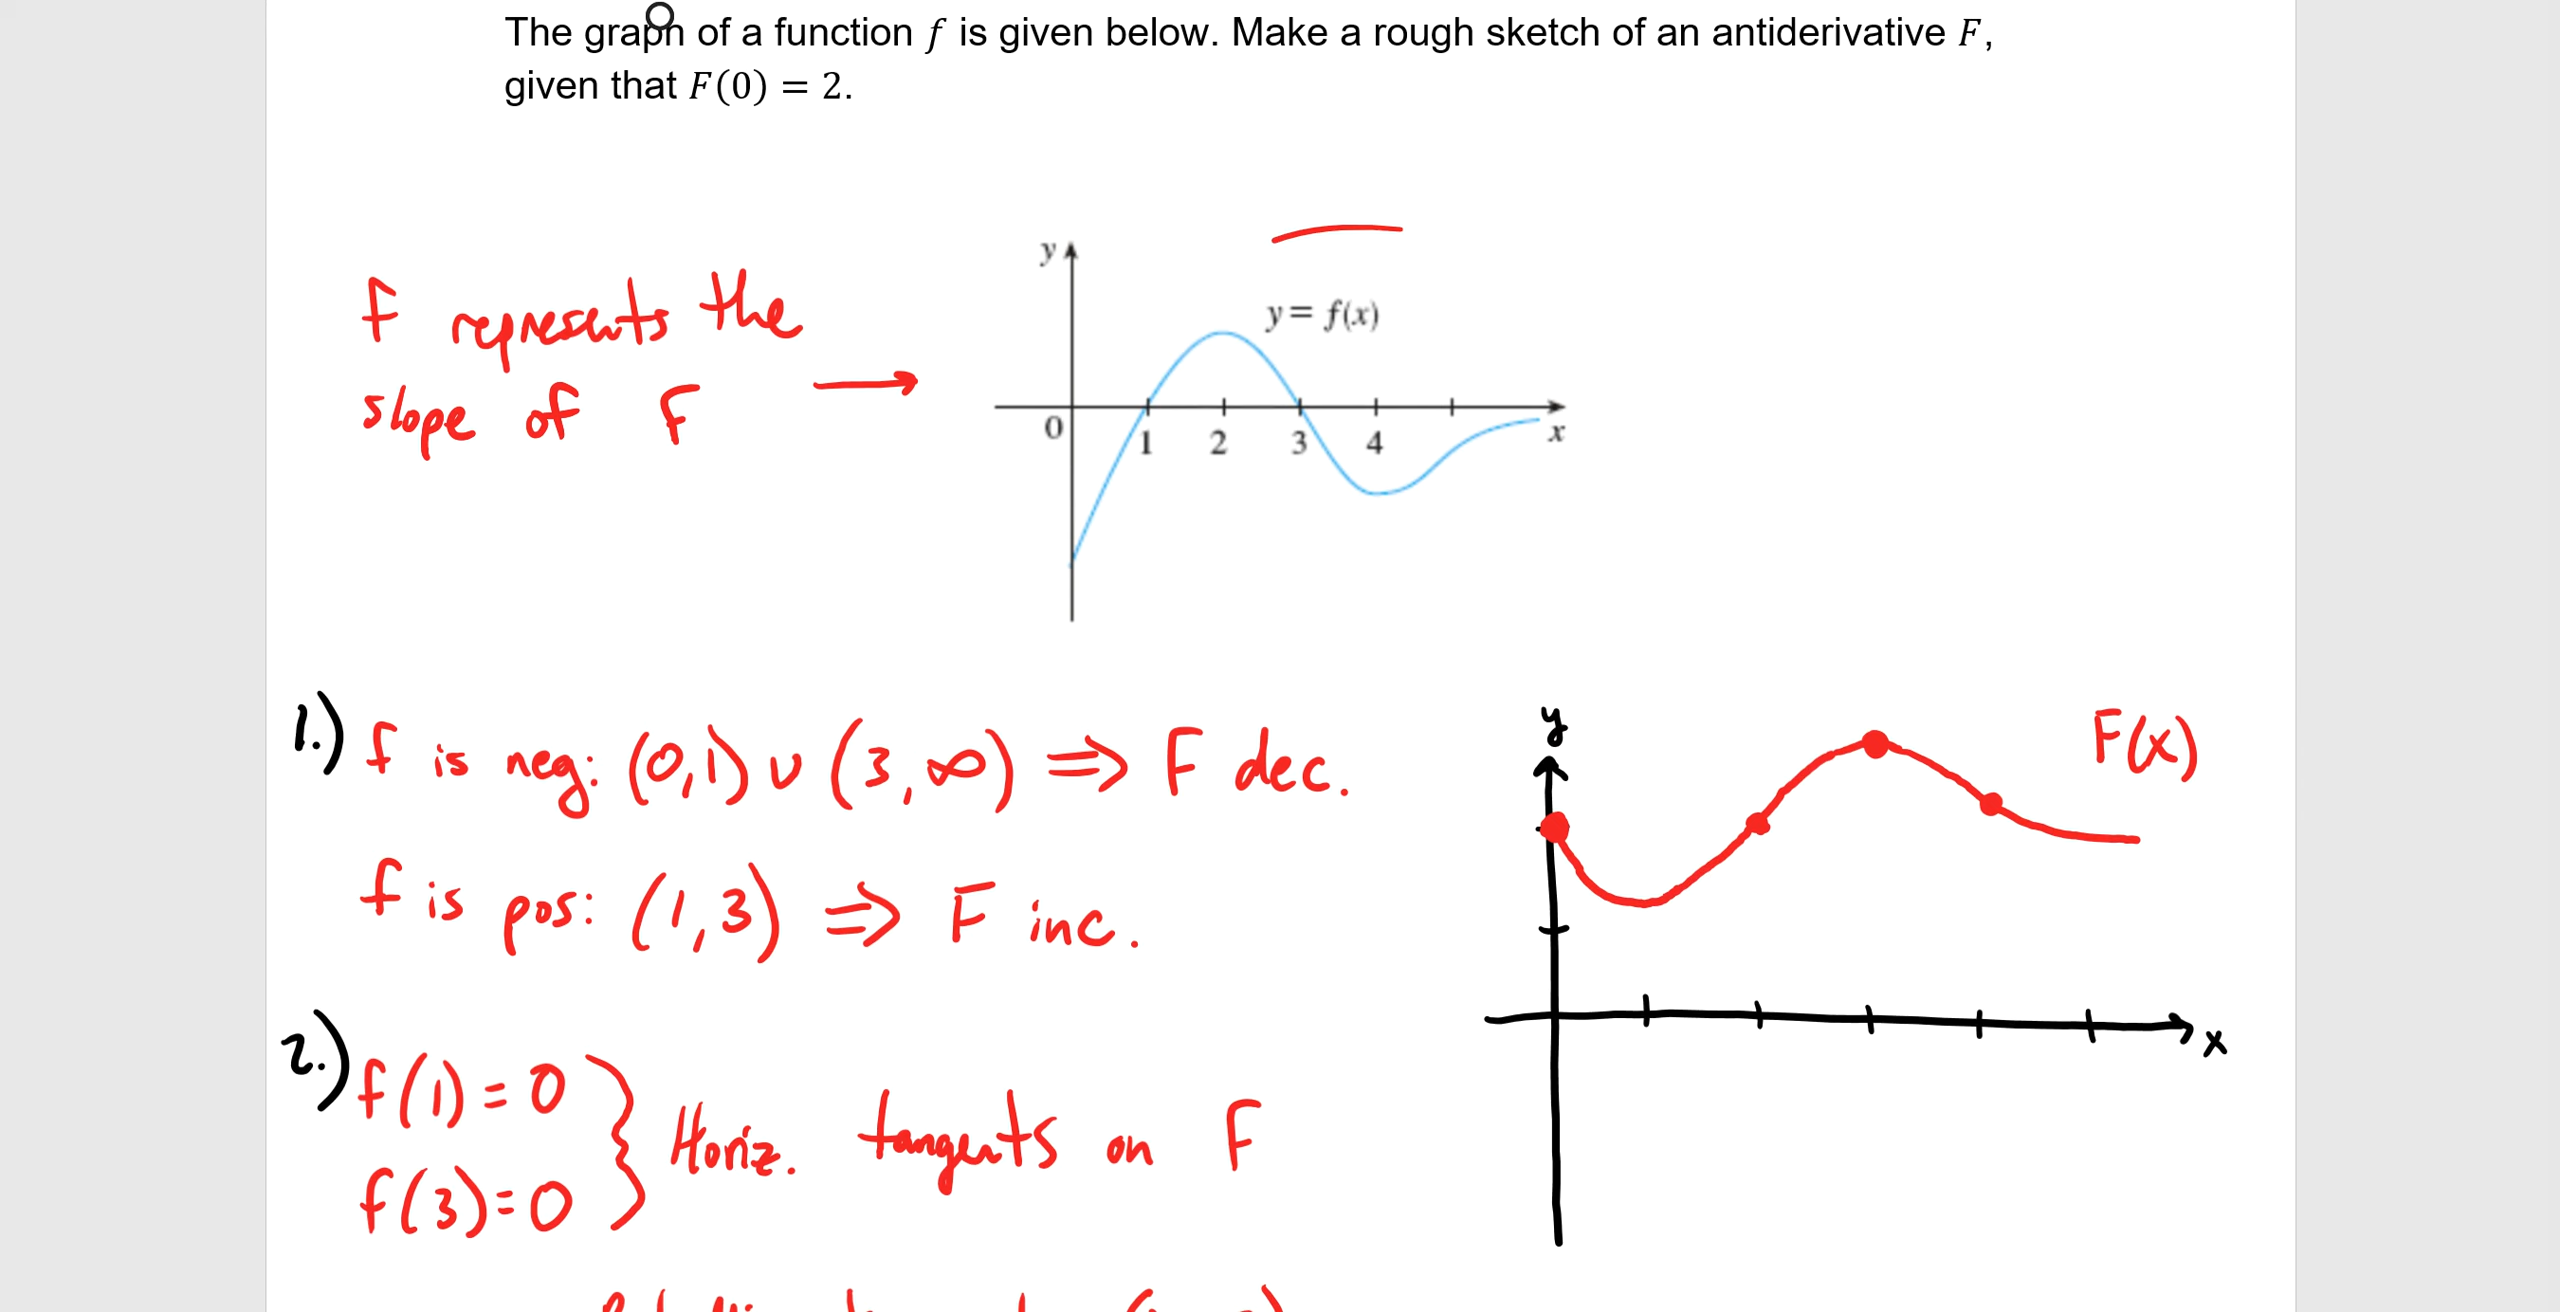 The graph of a function f is given below. Make a rough sketch of an antiderivative F,
given that F(0) = 2.
f represents the
slope of F
y
y = f(x)
0
1
2
3
4
x
1.) f is neg: (0,1) ∪ (3,∞) ⇒ F dec.
f is pos: (1,3) ⇒ F inc.
2.) f(1) = 0
f(3) = 0
Horiz. tangents on F
y
F(x)
x